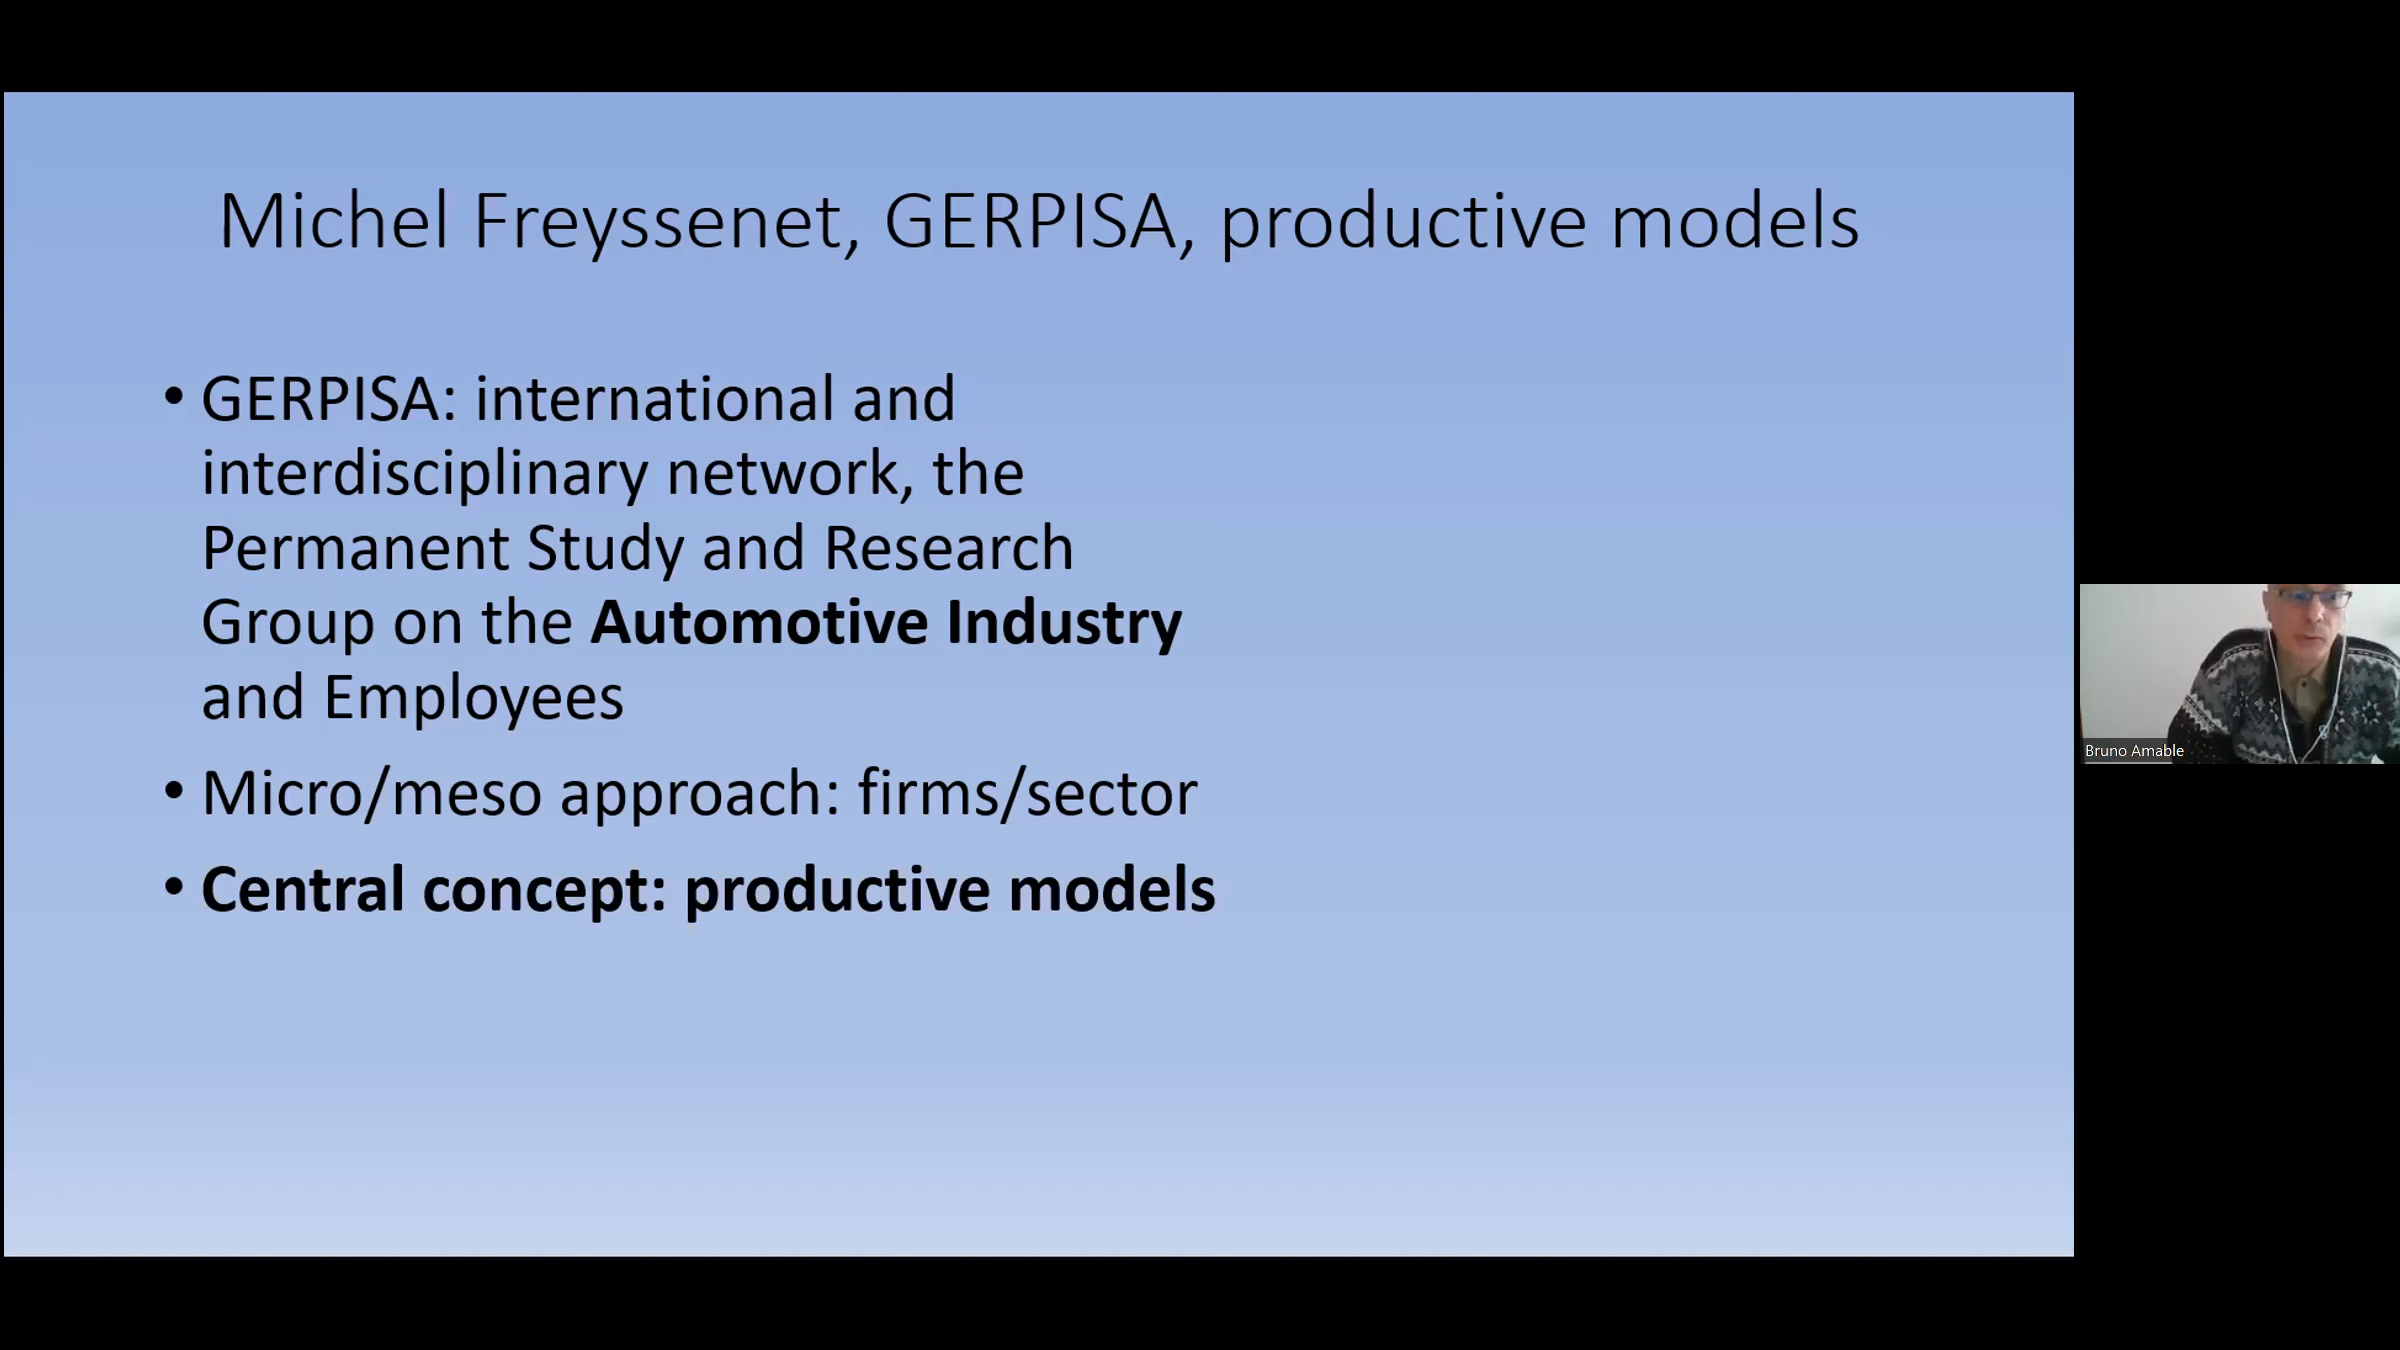 Michel Freyssenet, GERPISA, productive models
• GERPISA: international and
interdisciplinary network, the
Permanent Study and Research
Group on the Automotive Industry
and Employees
• Micro/meso approach: firms/sector
• Central concept: productive models
Bruno Amable